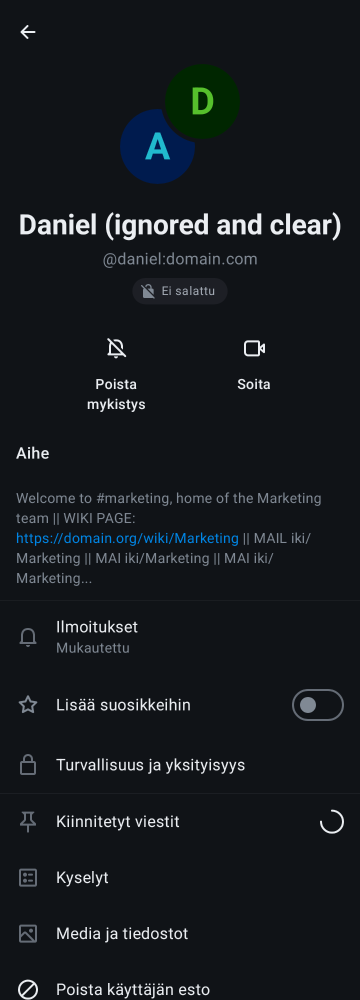 D
A
Daniel (ignored and clear)
@daniel:domain.com
Ei salattu
Poista
mykistys
Soita
Aihe
Welcome to #marketing, home of the Marketing
team || WIKI PAGE:
https://domain.org/wiki/Marketing || MAIL iki/
Marketing || MAI iki/Marketing || MAI iki/
Marketing...
Ilmoitukset
Mukautettu
Lisää suosikkeihin
Turvallisuus ja yksityisyys
Kiinnitetyt viestit
Kyselyt
Media ja tiedostot
Poista käyttäjän esto